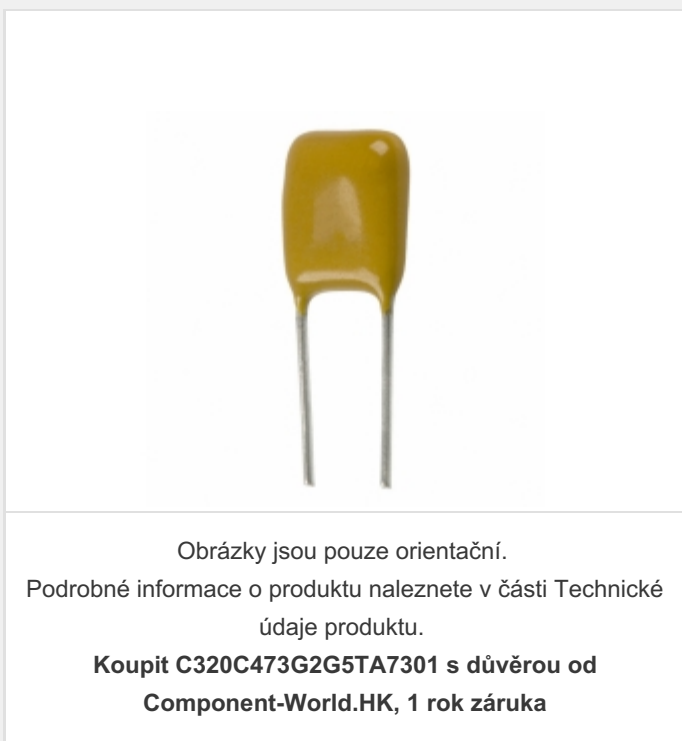 Obrázky jsou pouze orientační.
Podrobné informace o produktu naleznete v části Technické
údaje produktu.
Koupit C320C473G2G5TA7301 s důvěrou od
Component-World.HK, 1 rok záruka